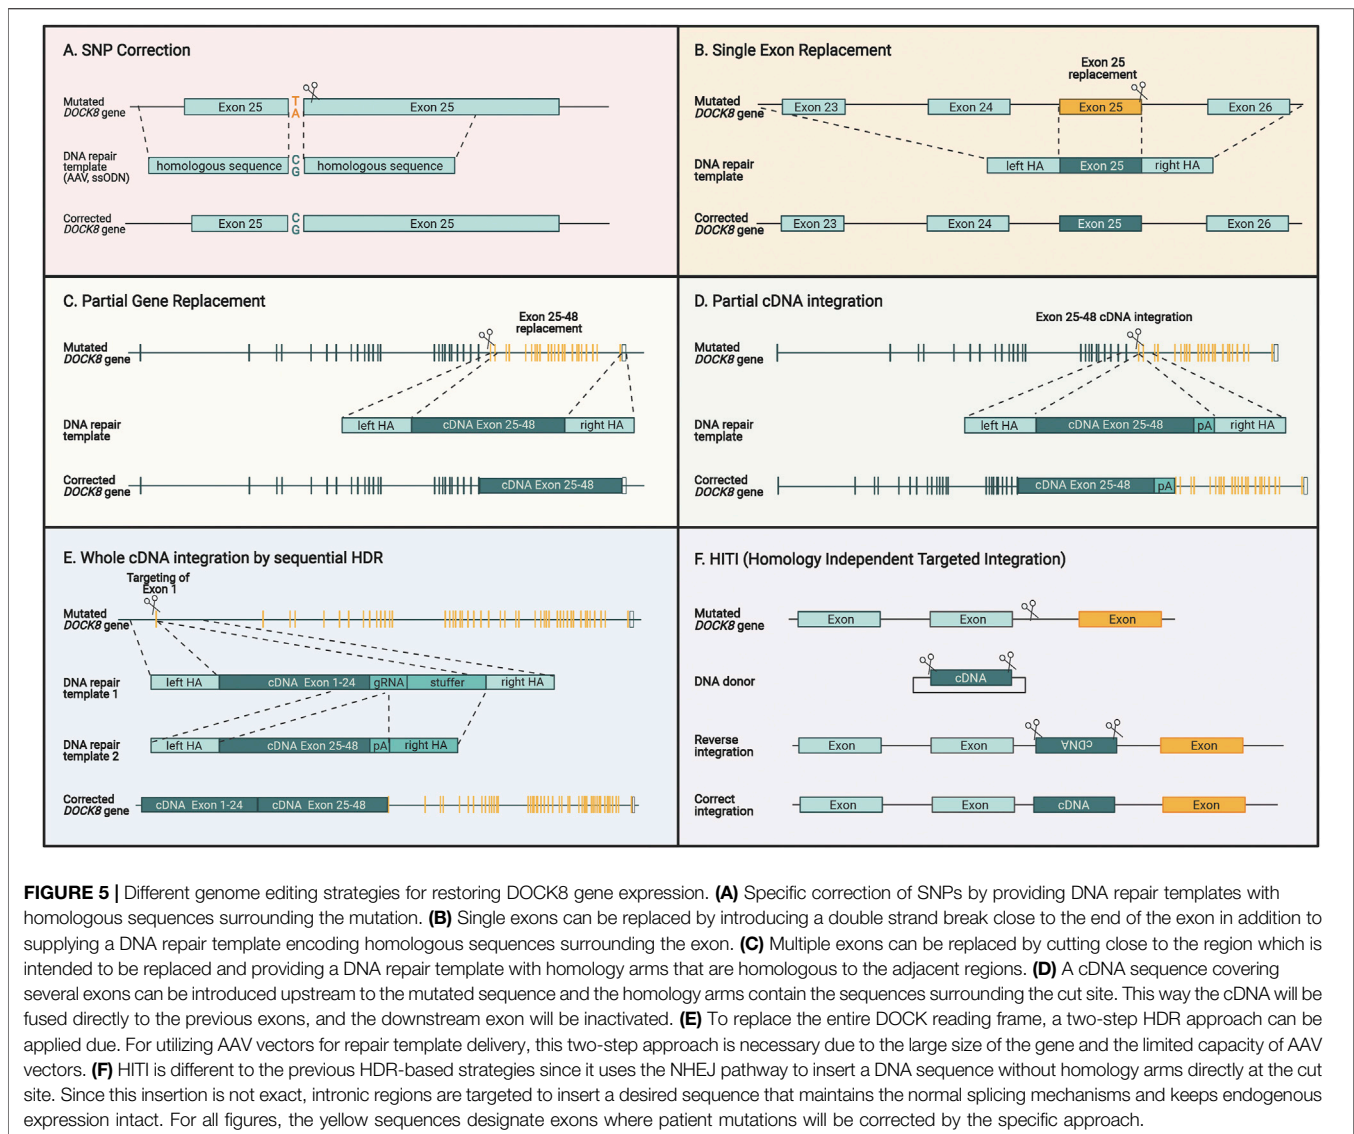 A. SNP Correction
Mutated
DOCK8 gene
Exon 25
T
A
Exon 25
DNA repair
template
(AAV, ssODN)
homologous sequence
C
G
homologous sequence
Corrected
DOCK8 gene
Exon 25
C
G
Exon 25
B. Single Exon Replacement
Exon 25
replacement
Mutated
DOCK8 gene
Exon 23
Exon 24
Exon 25
Exon 26
DNA repair
template
left HA
Exon 25
right HA
Corrected
DOCK8 gene
Exon 23
Exon 24
Exon 25
Exon 26
C. Partial Gene Replacement
Exon 25-48
replacement
Mutated
DOCK8 gene
DNA repair
template
left HA
cDNA Exon 25-48
right HA
Corrected
DOCK8 gene
cDNA Exon 25-48
D. Partial cDNA integration
Exon 25-48 cDNA integration
Mutated
DOCK8 gene
DNA repair
template
left HA
cDNA Exon 25-48
pA
right HA
Corrected
DOCK8 gene
cDNA Exon 25-48
pA
E. Whole cDNA integration by sequential HDR
Targeting of
Exon 1
Mutated
DOCK8 gene
DNA repair
template 1
left HA
cDNA Exon 1-24
gRNA
stuffer
right HA
DNA repair
template 2
left HA
cDNA Exon 25-48
pA
right HA
Corrected
DOCK8 gene
cDNA Exon 1-24
cDNA Exon 25-48
F. HITI (Homology Independent Targeted Integration)
Mutated
DOCK8 gene
Exon
Exon
Exon
DNA donor
cDNA
Reverse
integration
Exon
Exon
cDNA
Exon
Correct
integration
Exon
Exon
cDNA
Exon
FIGURE 5 | Different genome editing strategies for restoring DOCK8 gene expression. (A) Specific correction of SNPs by providing DNA repair templates with
homologous sequences surrounding the mutation. (B) Single exons can be replaced by introducing a double strand break close to the end of the exon in addition to
supplying a DNA repair template encoding homologous sequences surrounding the exon. (C) Multiple exons can be replaced by cutting close to the region which is
intended to be replaced and providing a DNA repair template with homology arms that are homologous to the adjacent regions. (D) A cDNA sequence covering
several exons can be introduced upstream to the mutated sequence and the homology arms contain the sequences surrounding the cut site. This way the cDNA will be
fused directly to the previous exons, and the downstream exon will be inactivated. (E) To replace the entire DOCK reading frame, a two-step HDR approach can be
applied due. For utilizing AAV vectors for repair template delivery, this two-step approach is necessary due to the large size of the gene and the limited capacity of AAV
vectors. (F) HITI is different to the previous HDR-based strategies since it uses the NHEJ pathway to insert a DNA sequence without homology arms directly at the cut
site. Since this insertion is not exact, intronic regions are targeted to insert a desired sequence that maintains the normal splicing mechanisms and keeps endogenous
expression intact. For all figures, the yellow sequences designate exons where patient mutations will be corrected by the specific approach.